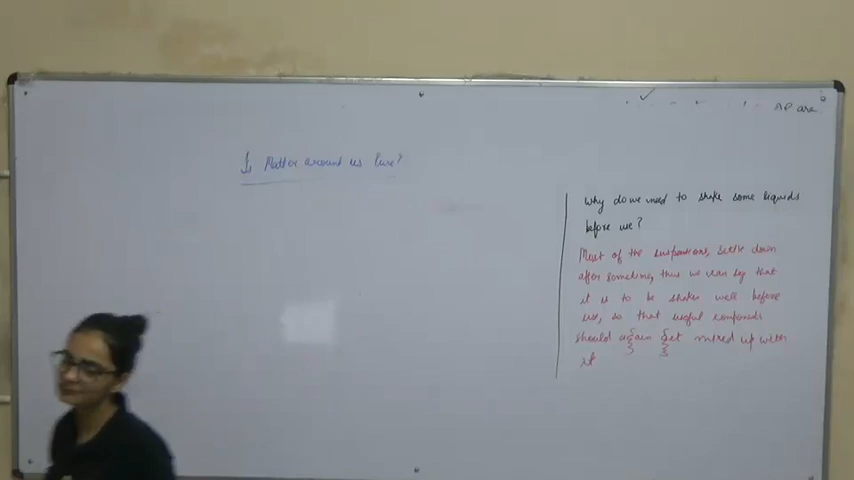 AP are
Is Matter around us Pure?
Why do we need to shake some liquids
before use?
Most of the suspensions, settle down
after sometime, thus we can say that
it is to be shaken well before
use, so that useful compounds
should again get mixed up with
it